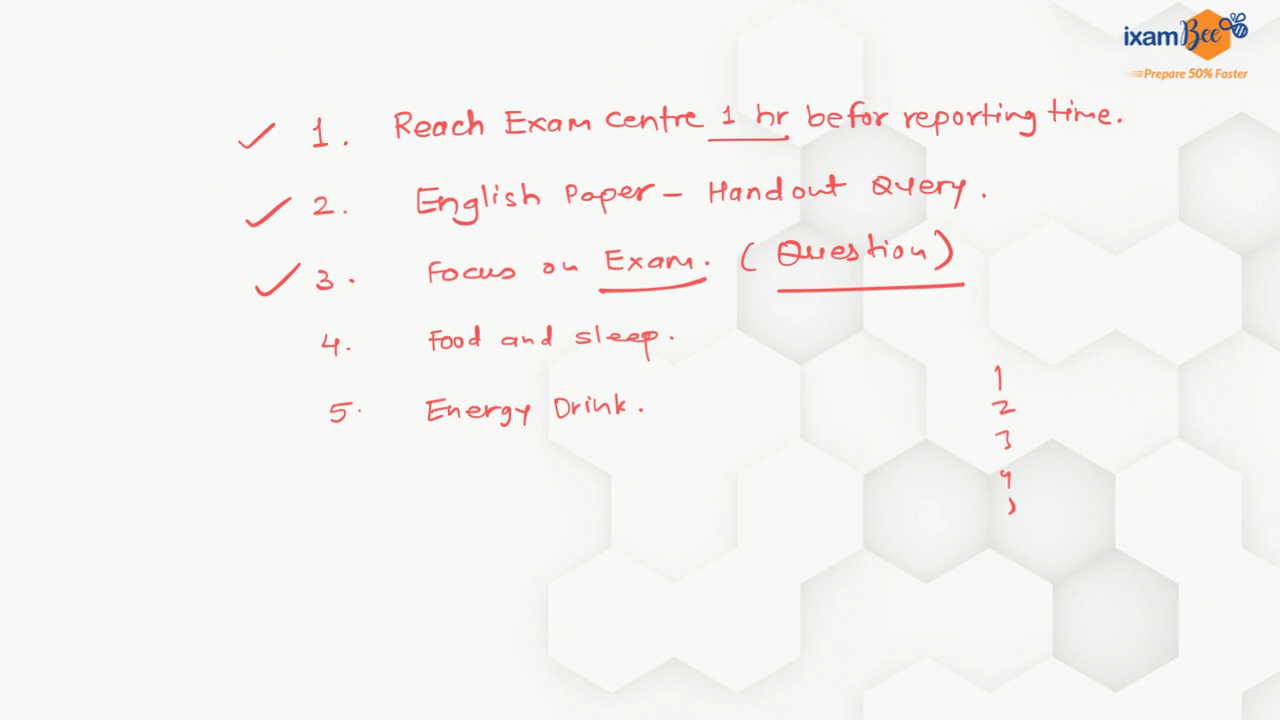 ixamBee
Prepare 50% Faster
1. Reach Exam centre 1 hr befor reporting time.
2. English Paper - Handout Query.
3. Focus on Exam. (Question)
4. Food and sleep.
5. Energy Drink.
1
2
3
4